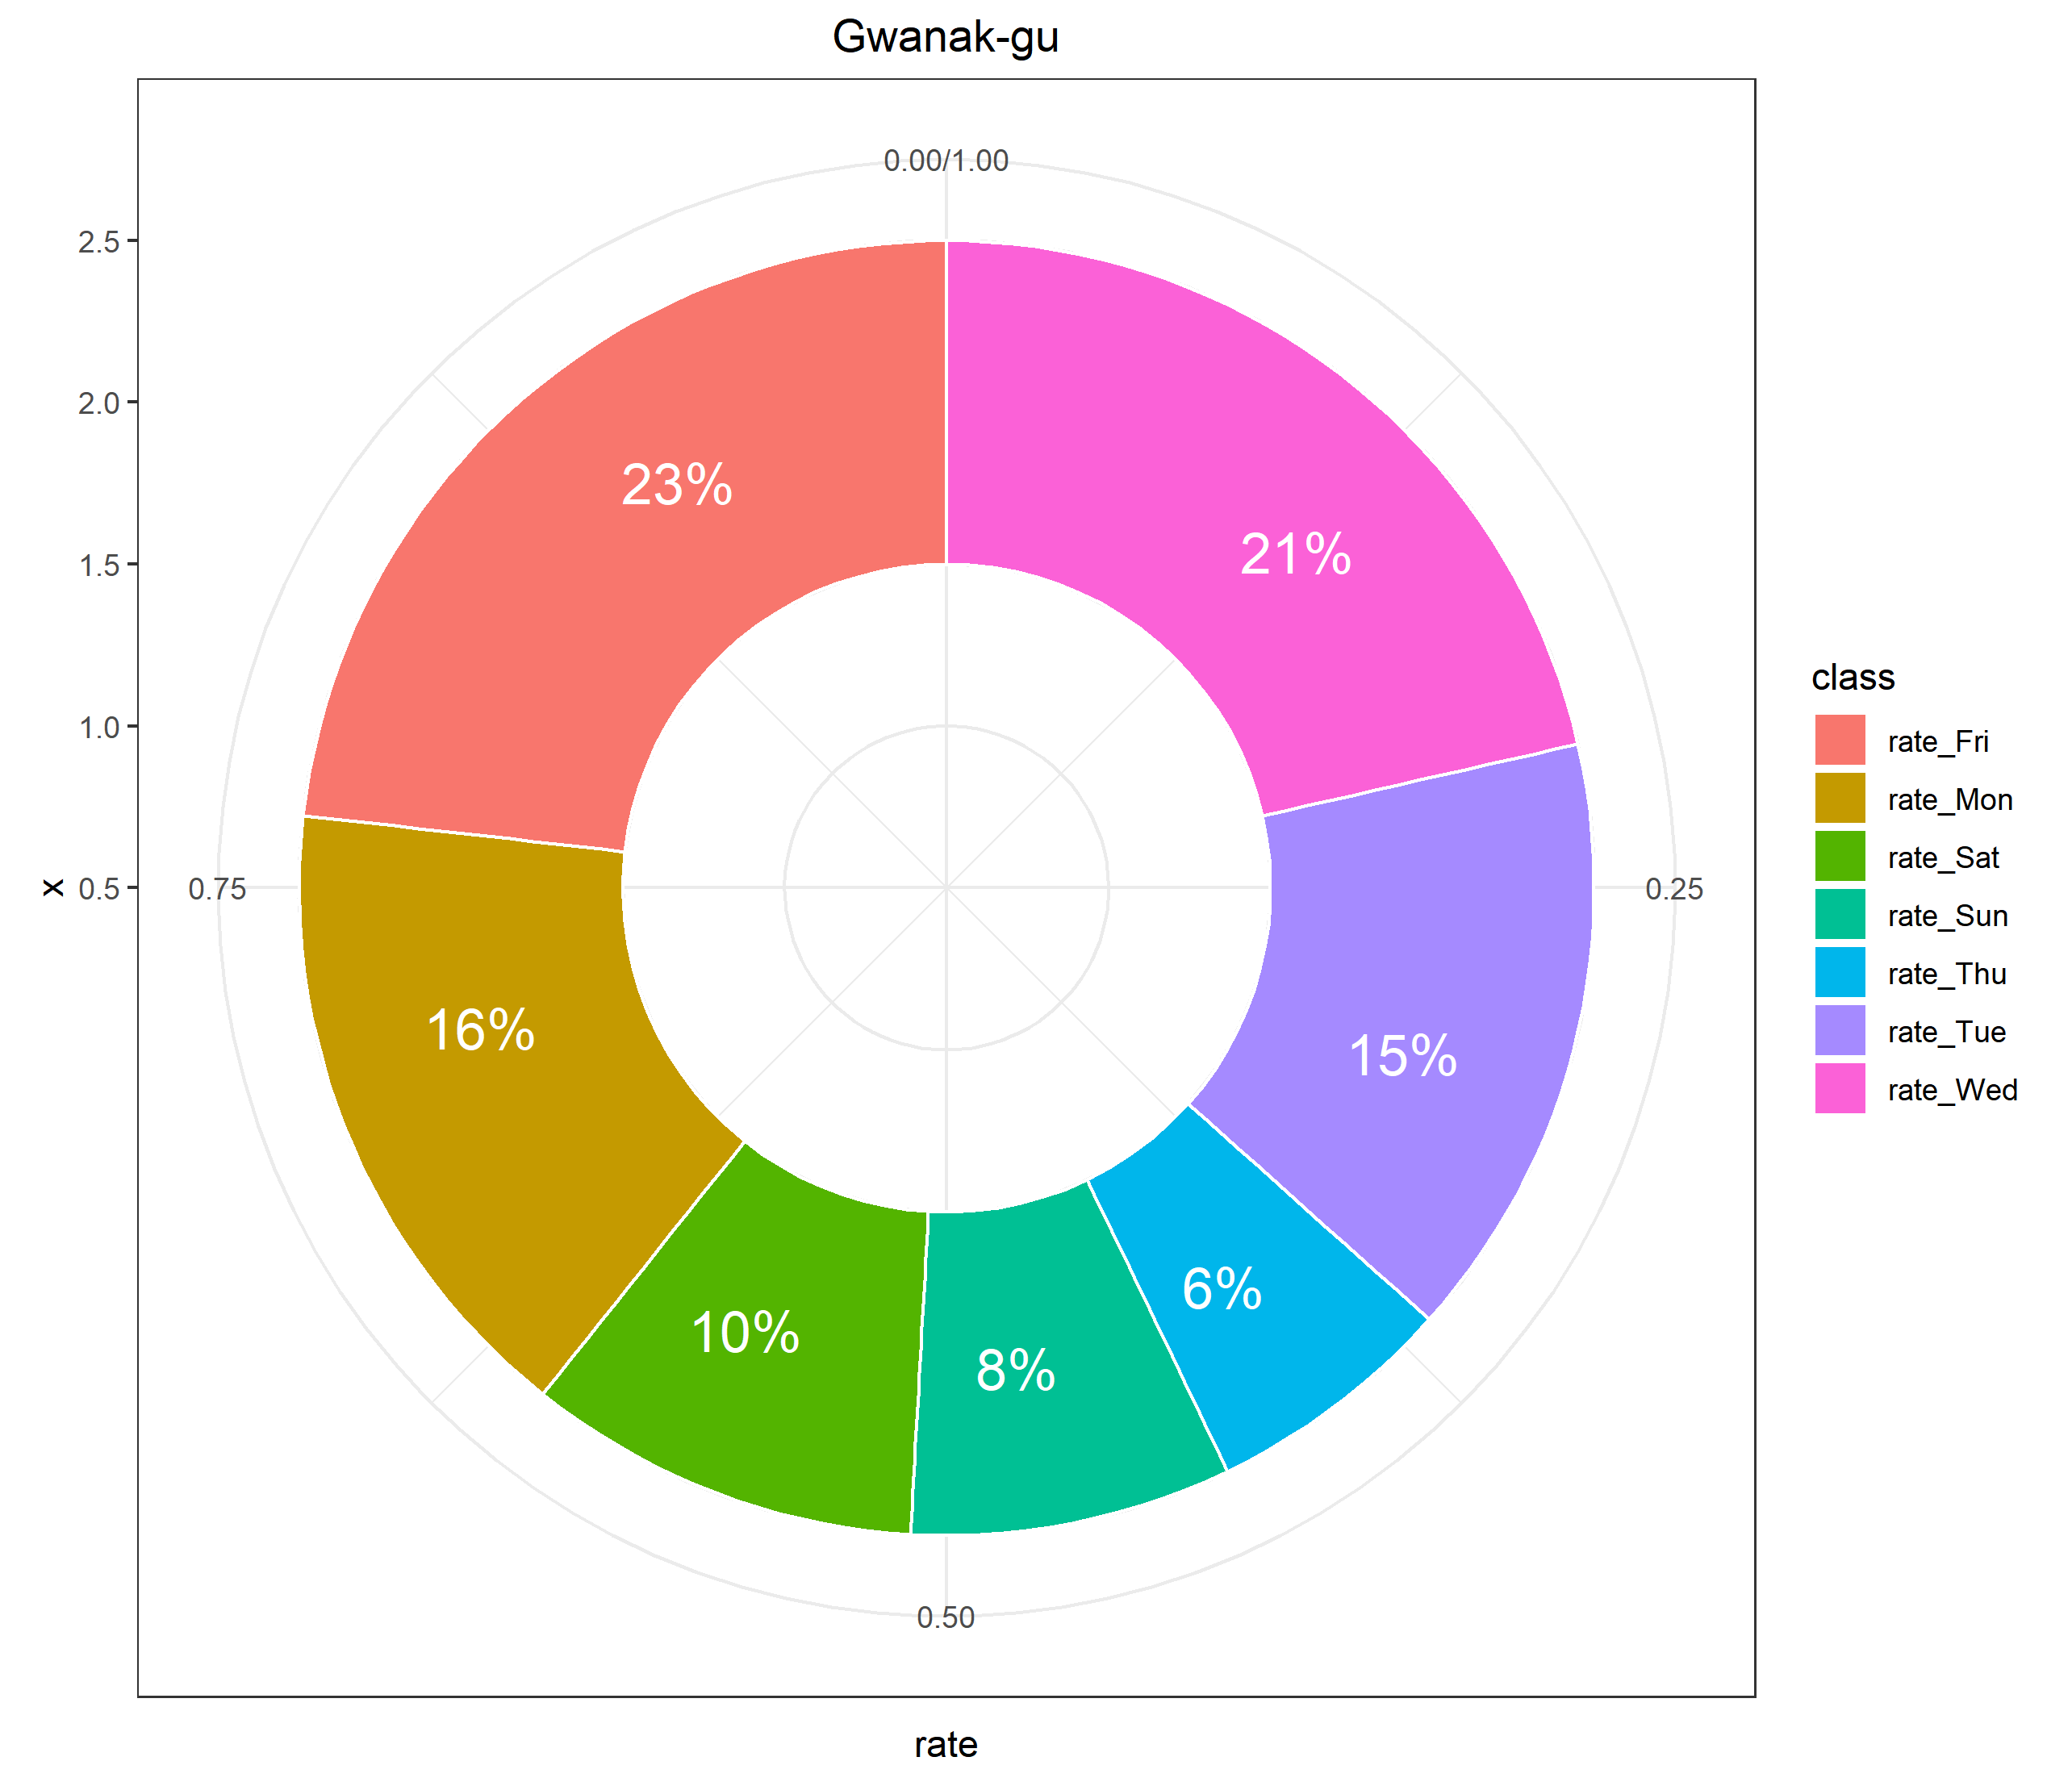 Gwanak-gu
0.00/1.00
2.5
2.0
1.5
1.0
0.5
x
0.75
0.25
0.50
23%
21%
16%
15%
10%
8%
6%
rate
class
rate_Fri
rate_Mon
rate_Sat
rate_Sun
rate_Thu
rate_Tue
rate_Wed